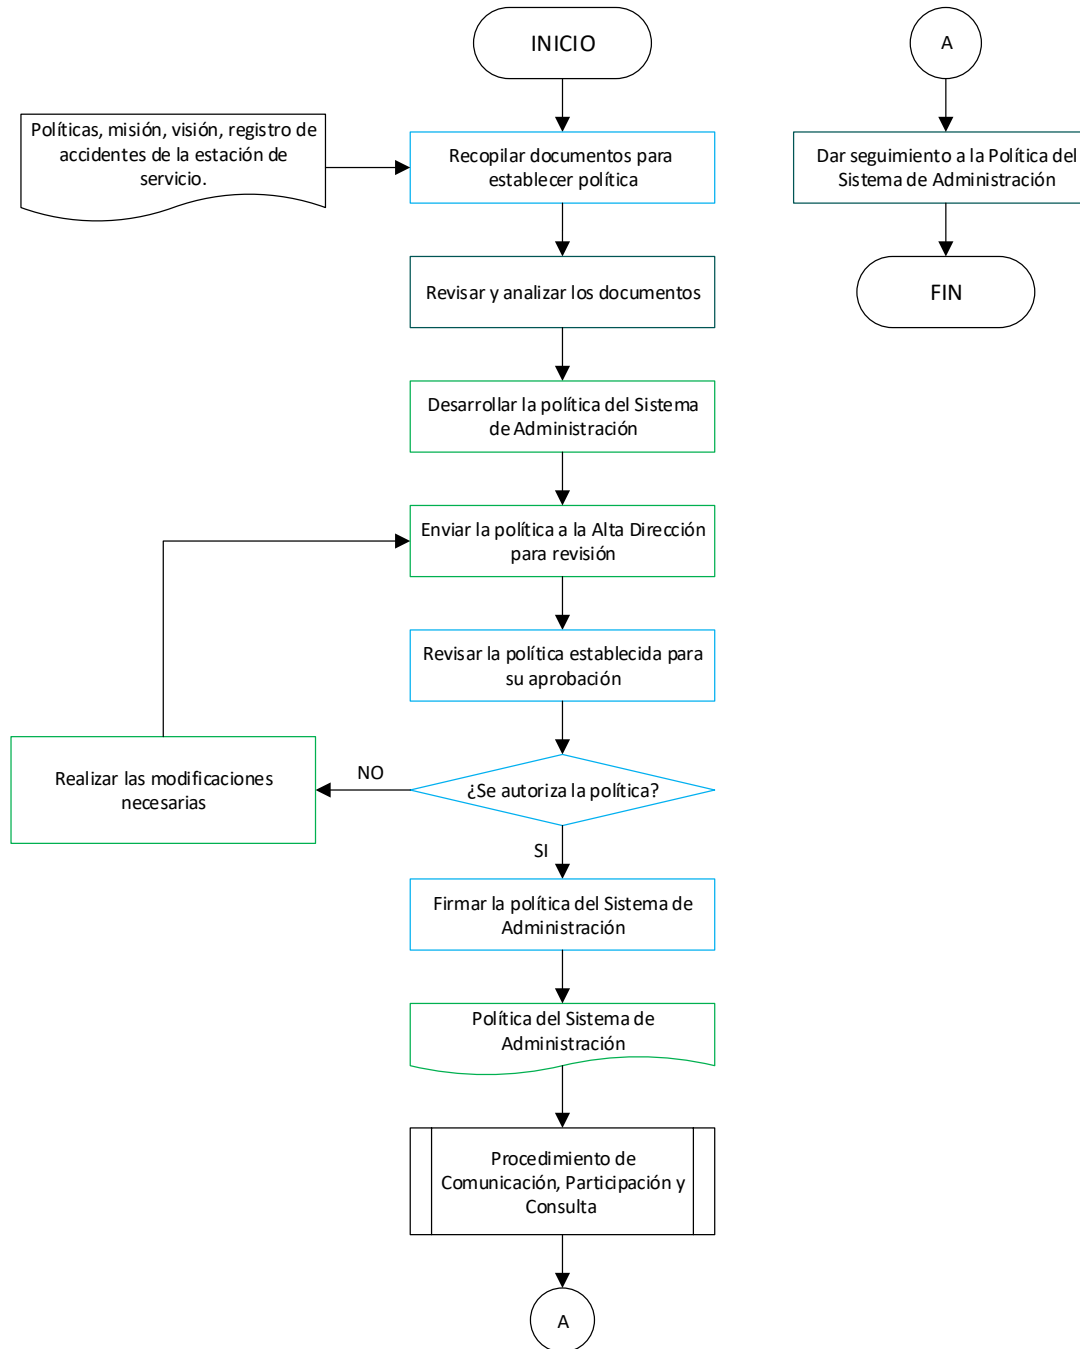 INICIO
Políticas, misión, visión, registro de
accidentes de la estación de
servicio.
Recopilar documentos para
establecer política
Revisar y analizar los documentos
Desarrollar la política del Sistema
de Administración
Enviar la política a la Alta Dirección
para revisión
Revisar la política establecida para
su aprobación
¿Se autoriza la política?
NO
Realizar las modificaciones
necesarias
SI
Firmar la política del Sistema de
Administración
Política del Sistema de
Administración
Procedimiento de
Comunicación, Participación y
Consulta
A
A
Dar seguimiento a la Política del
Sistema de Administración
FIN